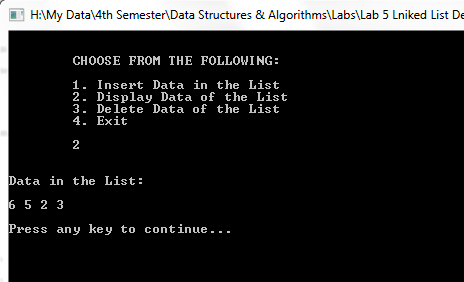 H:\My Data\4th Semester\Data Structures & Algorithms\Labs\Lab 5 Lniked List De
CHOOSE FROM THE FOLLOWING:
1. Insert Data in the List
2. Display Data of the List
3. Delete Data of the List
4. Exit
2
Data in the List:
6 5 2 3
Press any key to continue...